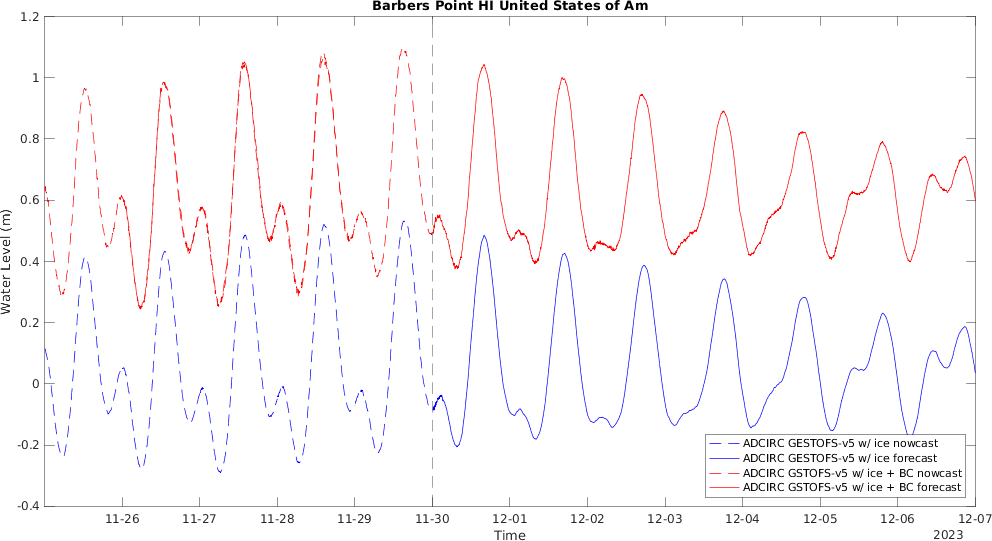 Barbers Point HI United States of Am
1.2
1
0.8
0.6
0.4
0.2
0
-0.2
-0.4
Water Level (m)
ADCIRC GESTOFS-v5 w/ ice nowcast
ADCIRC GESTOFS-v5 w/ ice forecast
ADCIRC GSTOFS-v5 w/ ice + BC nowcast
ADCIRC GSTOFS-v5 w/ ice + BC forecast
11-26 11-27 11-28 11-29 11-30 12-01 12-02 12-03 12-04 12-05 12-06 12-07
Time
2023